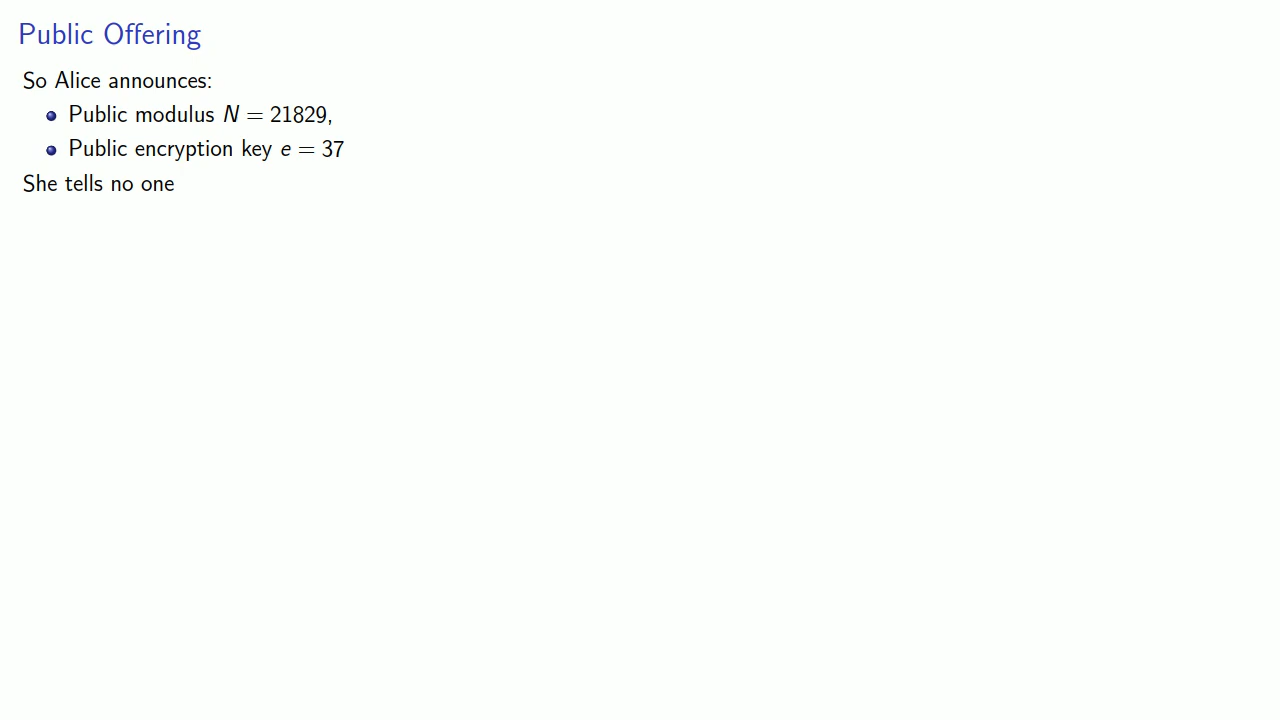 Public Offering
So Alice announces:
Public modulus N = 21829,
Public encryption key e = 37
She tells no one